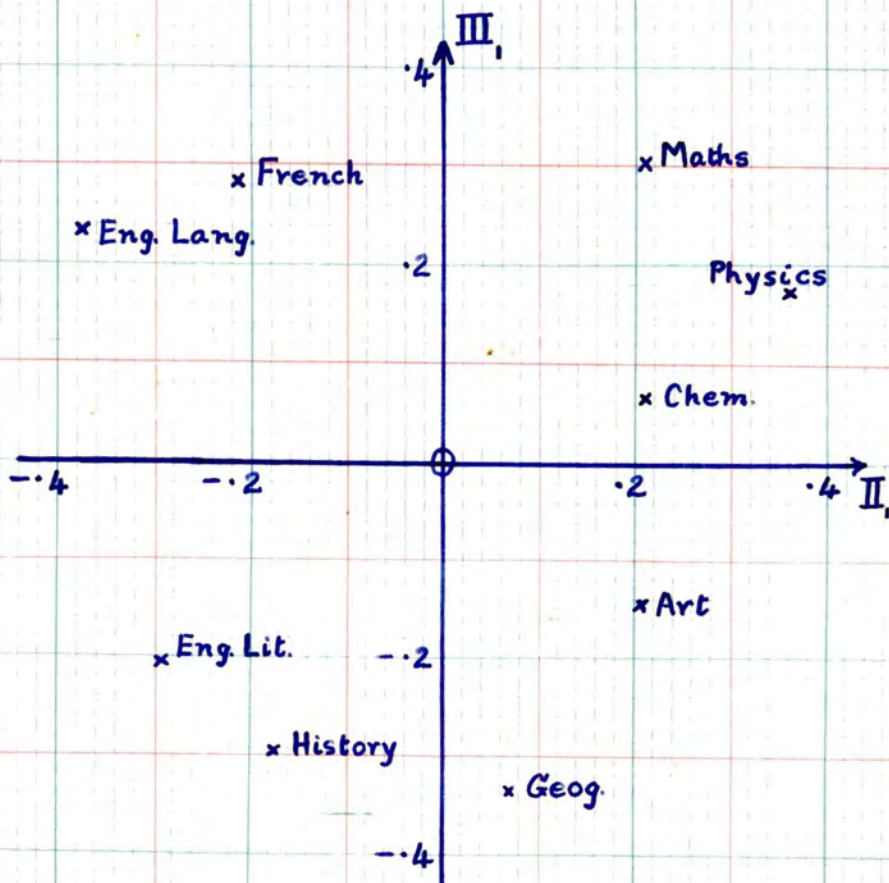 III,
·4
Maths
French
Eng. Lang.
·2
Physics
Chem.
-·4
-·2
·2
·4
II,
Art
Eng. Lit.
-·2
History
Geog.
-·4